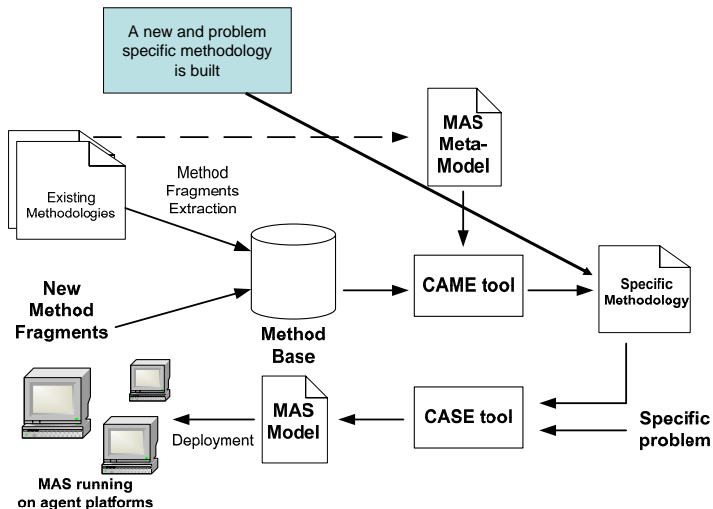 A new and problem
specific methodology
is built
MAS
Meta-
Model
Existing
Methodologies
Method
Fragments
Extraction
New
Method
Fragments
Method
Base
CAME tool
Specific
Methodology
MAS
Model
CASE tool
Specific
problem
Deployment
MAS running
on agent platforms